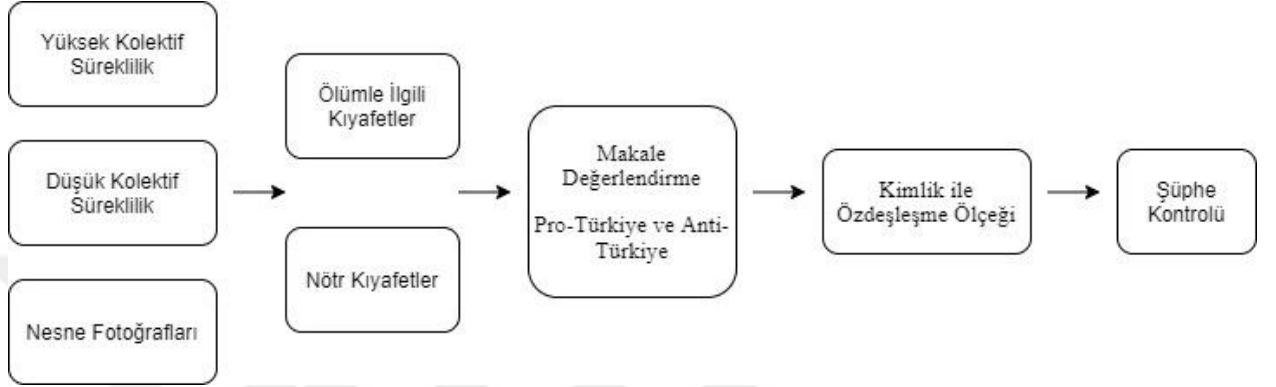 Yüksek Kolektif
Süreklilik
Düşük Kolektif
Süreklilik
Nesne Fotoğrafları
Ölümle İlgili
Kıyafetler
Nötr Kıyafetler
Makale
Değerlendirme
Pro-Türkiye ve Anti-
Türkiye
Kimlik ile
Özdeşleşme Ölçeği
Şüphe
Kontrolü